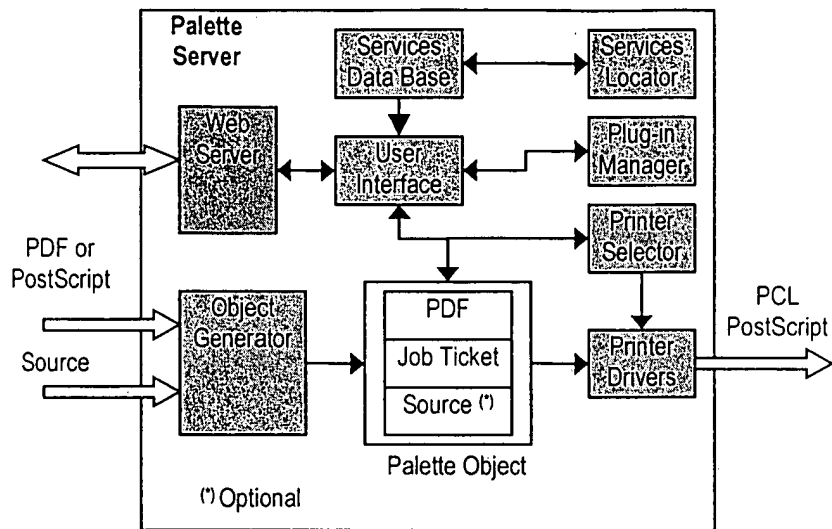 Palette
Server
Services
Data Base
Services
Locator
Web
Server
User
Interface
Plug-in
Manager
Printer
Selector
PDF or
PostScript
Source
Object
Generator
PDF
Job Ticket
Source (*)
Palette Object
Printer
Drivers
PCL
PostScript
(*) Optional